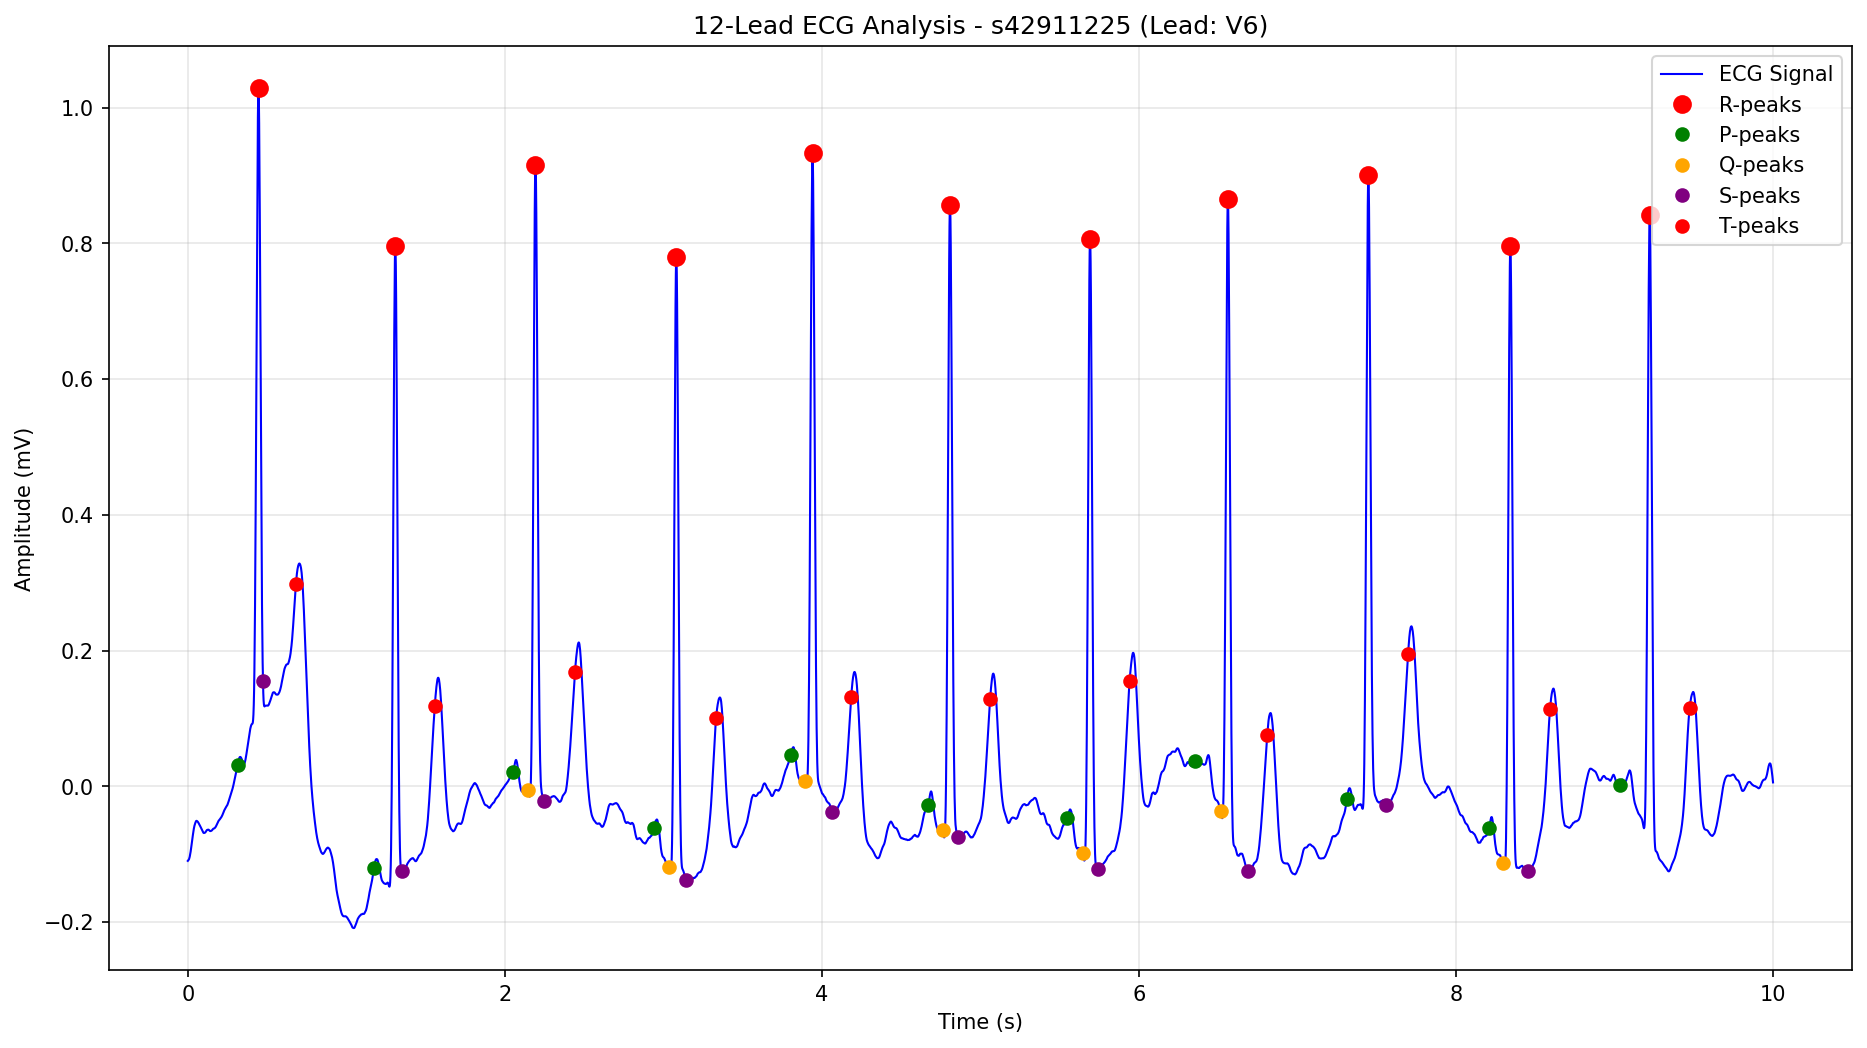 12-Lead ECG Analysis - s42911225 (Lead: V6)
ECG Signal
R-peaks
P-peaks
Q-peaks
S-peaks
T-peaks
Amplitude (mV)
1.0
0.8
0.6
0.4
0.2
0.0
−0.2
0 2 4 6 8 10
Time (s)